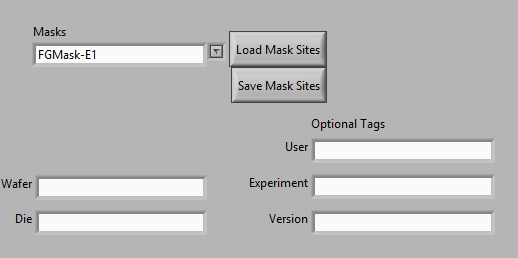 Masks
FGMask-E1
Load Mask Sites
Save Mask Sites
Optional Tags
User
Wafer
Experiment
Die
Version